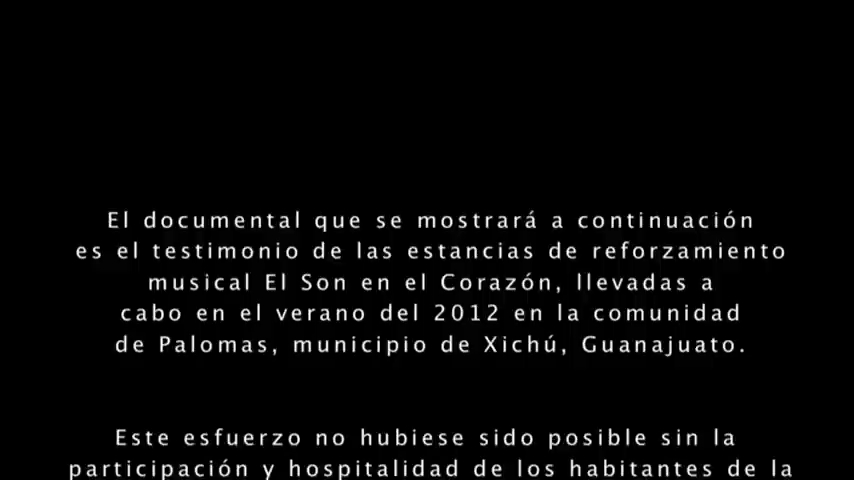 El documental que se mostrará a continuación
es el testimonio de las estancias de reforzamiento
musical El Son en el Corazón, llevadas a
cabo en el verano del 2012 en la comunidad
de Palomas, municipio de Xichú, Guanajuato.
Este esfuerzo no hubiese sido posible sin la
participación y hospitalidad de los habitantes de la